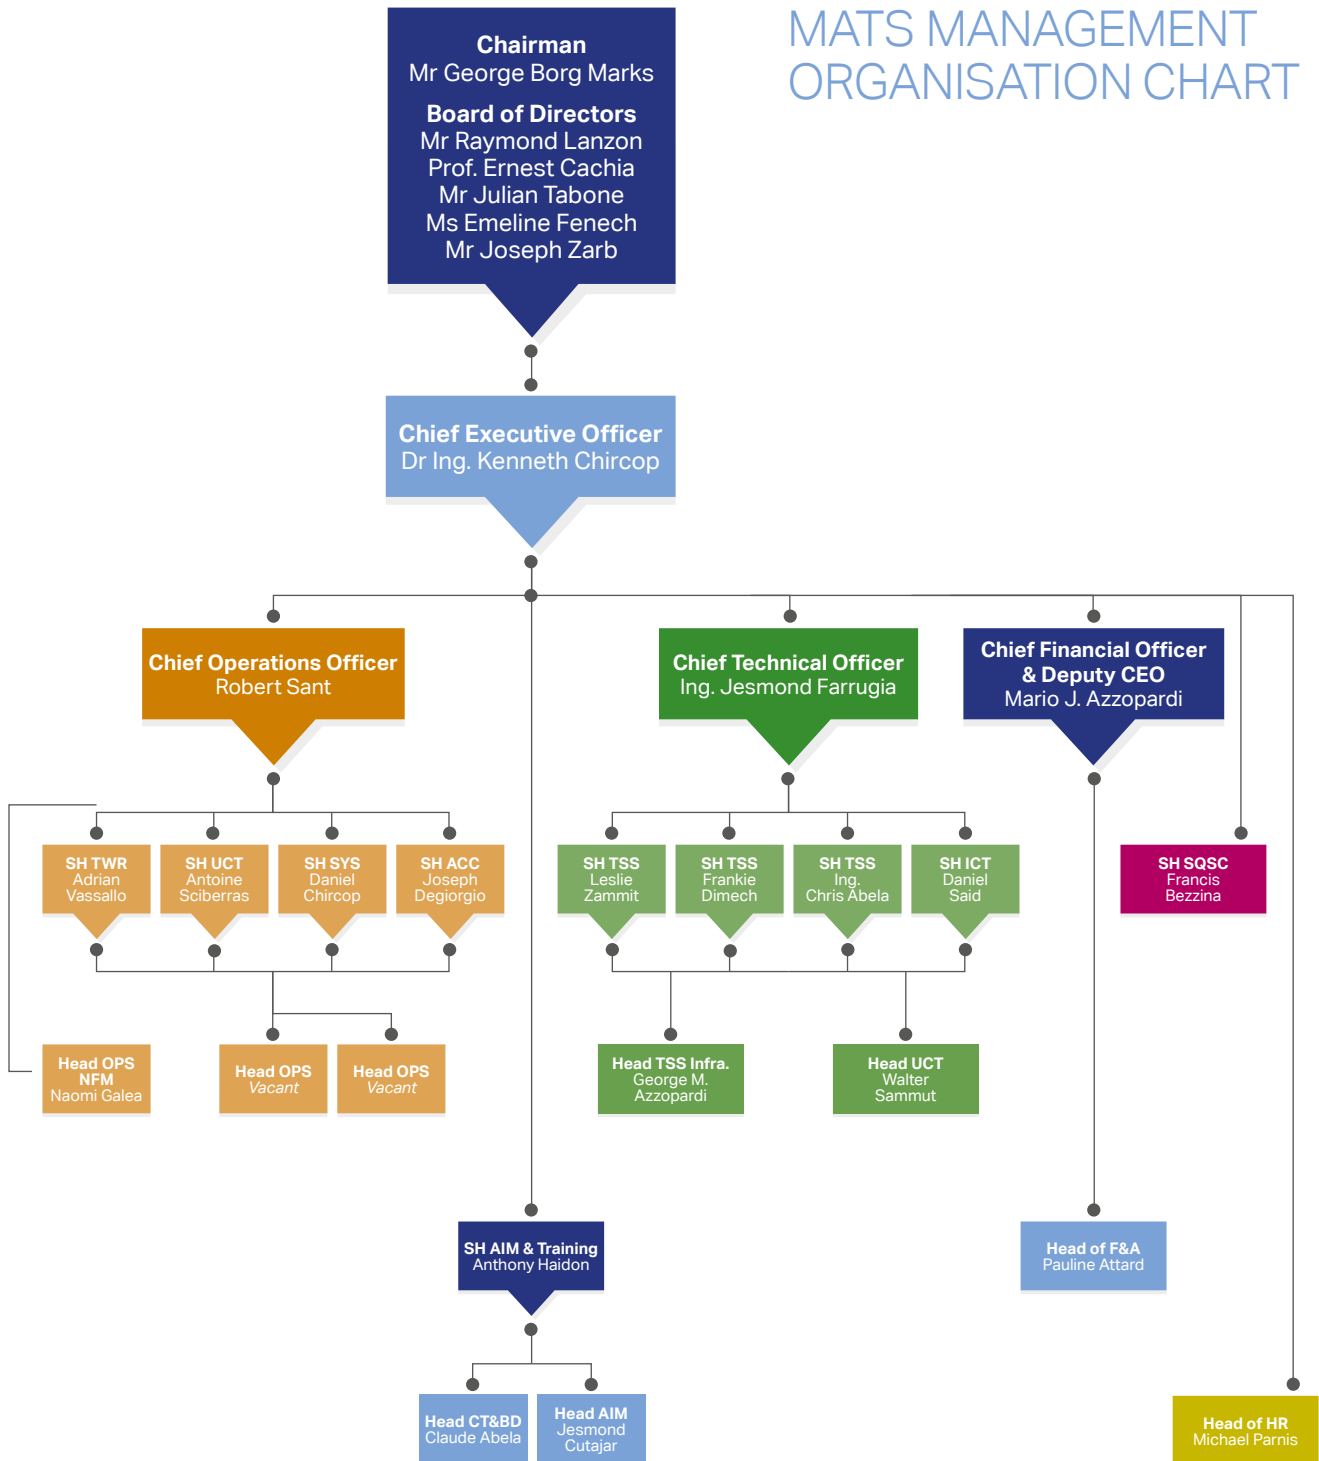 MATS MANAGEMENT
ORGANISATION CHART
Chairman
Mr George Borg Marks
Board of Directors
Mr Raymond Lanzon
Prof. Ernest Cachia
Mr Julian Tabone
Ms Emeline Fenech
Mr Joseph Zarb
Chief Executive Officer
Dr Ing. Kenneth Chircop
Chief Operations Officer
Robert Sant
Chief Technical Officer
Ing. Jesmond Farrugia
Chief Financial Officer
& Deputy CEO
Mario J. Azzopardi
SH TWR
Adrian
Vassallo
SH UCT
Antoine
Sciberras
SH SYS
Daniel
Chircop
SH ACC
Joseph
Degiorgio
SH TSS
Leslie
Zammit
SH TSS
Frankie
Dimech
SH TSS
Ing.
Chris Abela
SH ICT
Daniel
Said
SH SQSC
Francis
Bezzina
Head OPS
NFM
Naomi Galea
Head OPS
Vacant
Head OPS
Vacant
Head TSS Infra.
George M.
Azzopardi
Head UCT
Walter
Sammut
SH AIM & Training
Anthony Haidon
Head of F&A
Pauline Attard
Head CT&BD
Claude Abela
Head AIM
Jesmond
Cutajar
Head of HR
Michael Parnis